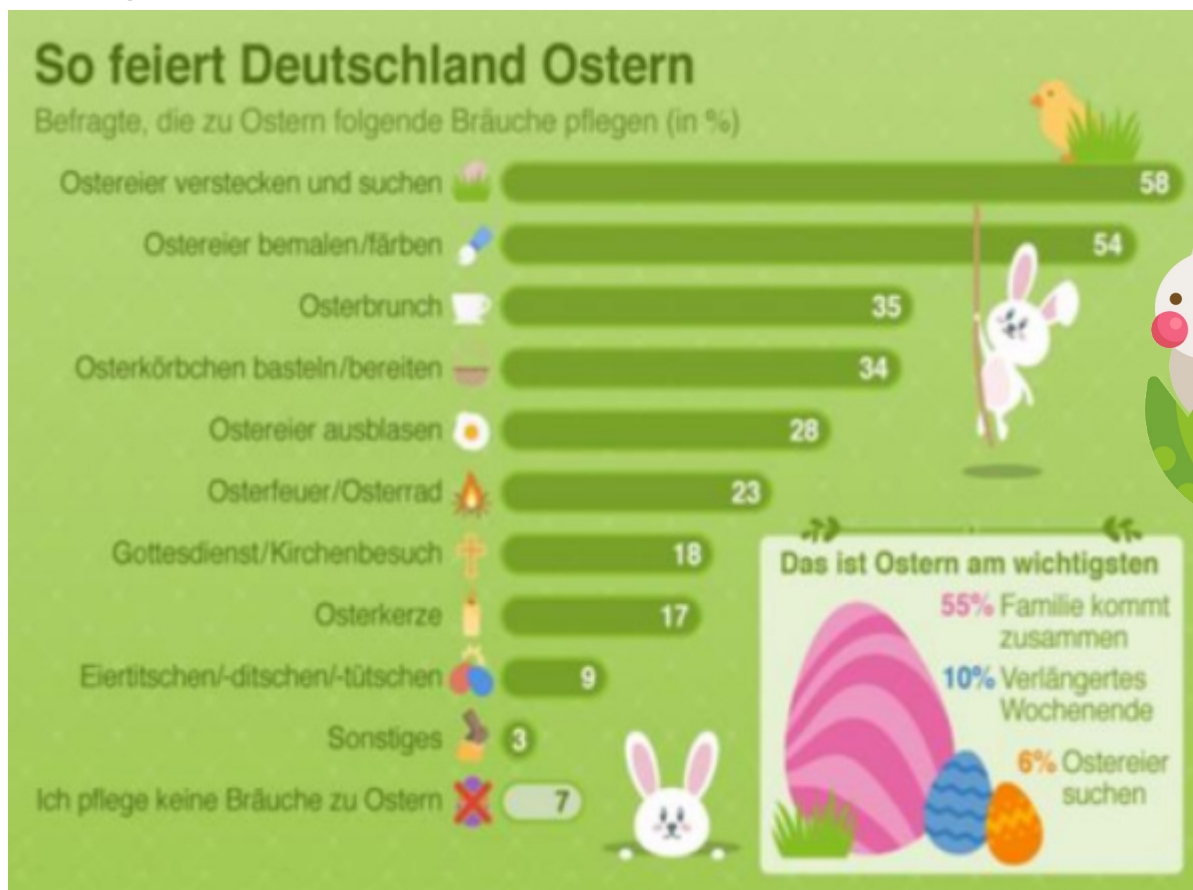 So feiert Deutschland Ostern
Befragte, die zu Ostern folgende Bräuche pflegen (in %)
Ostereier verstecken und suchen 58
Ostereier bemalen/färben 54
Osterbrunch 35
Osterkörbchen basteln/bereiten 34
Ostereier ausblasen 28
Osterfeuer/Osterrad 23
Gottesdienst/Kirchenbesuch 18
Osterkerze 17
Eiertitschen/-ditschen/-tütschen 9
Sonstiges 3
Ich pflege keine Bräuche zu Ostern 7
Das ist Ostern am wichtigsten
55% Familie kommt
zusammen
10% Verlängertes
Wochenende
6% Ostereier
suchen